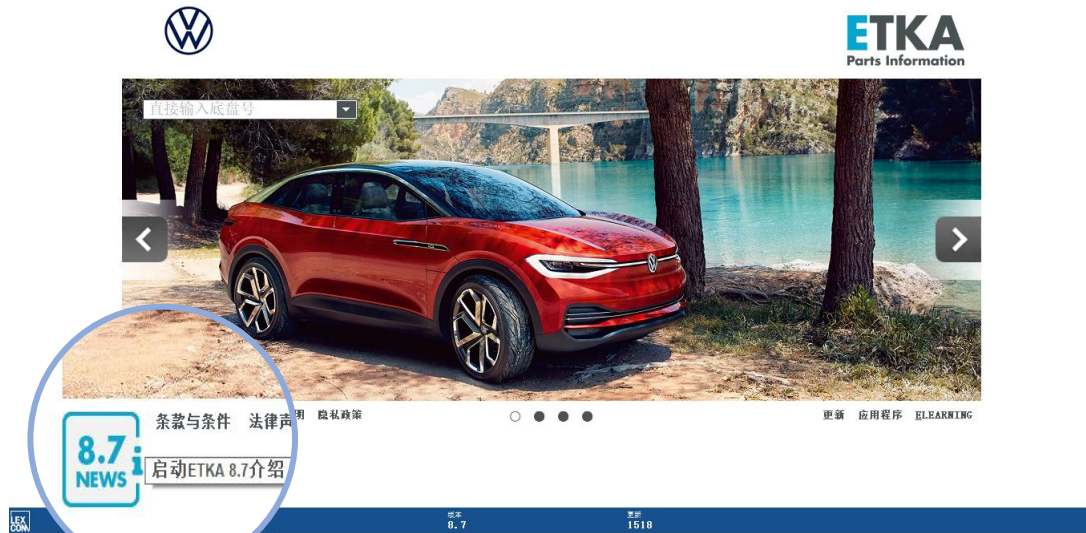 ETKA
Parts Information
直接输入底盘号
条款与条件 法律声明 隐私政策
更新 应用程序 ELEARNING
8.7
NEWS
启动ETKA 8.7介绍
LEX
COM
版本
8.7
更新
1518